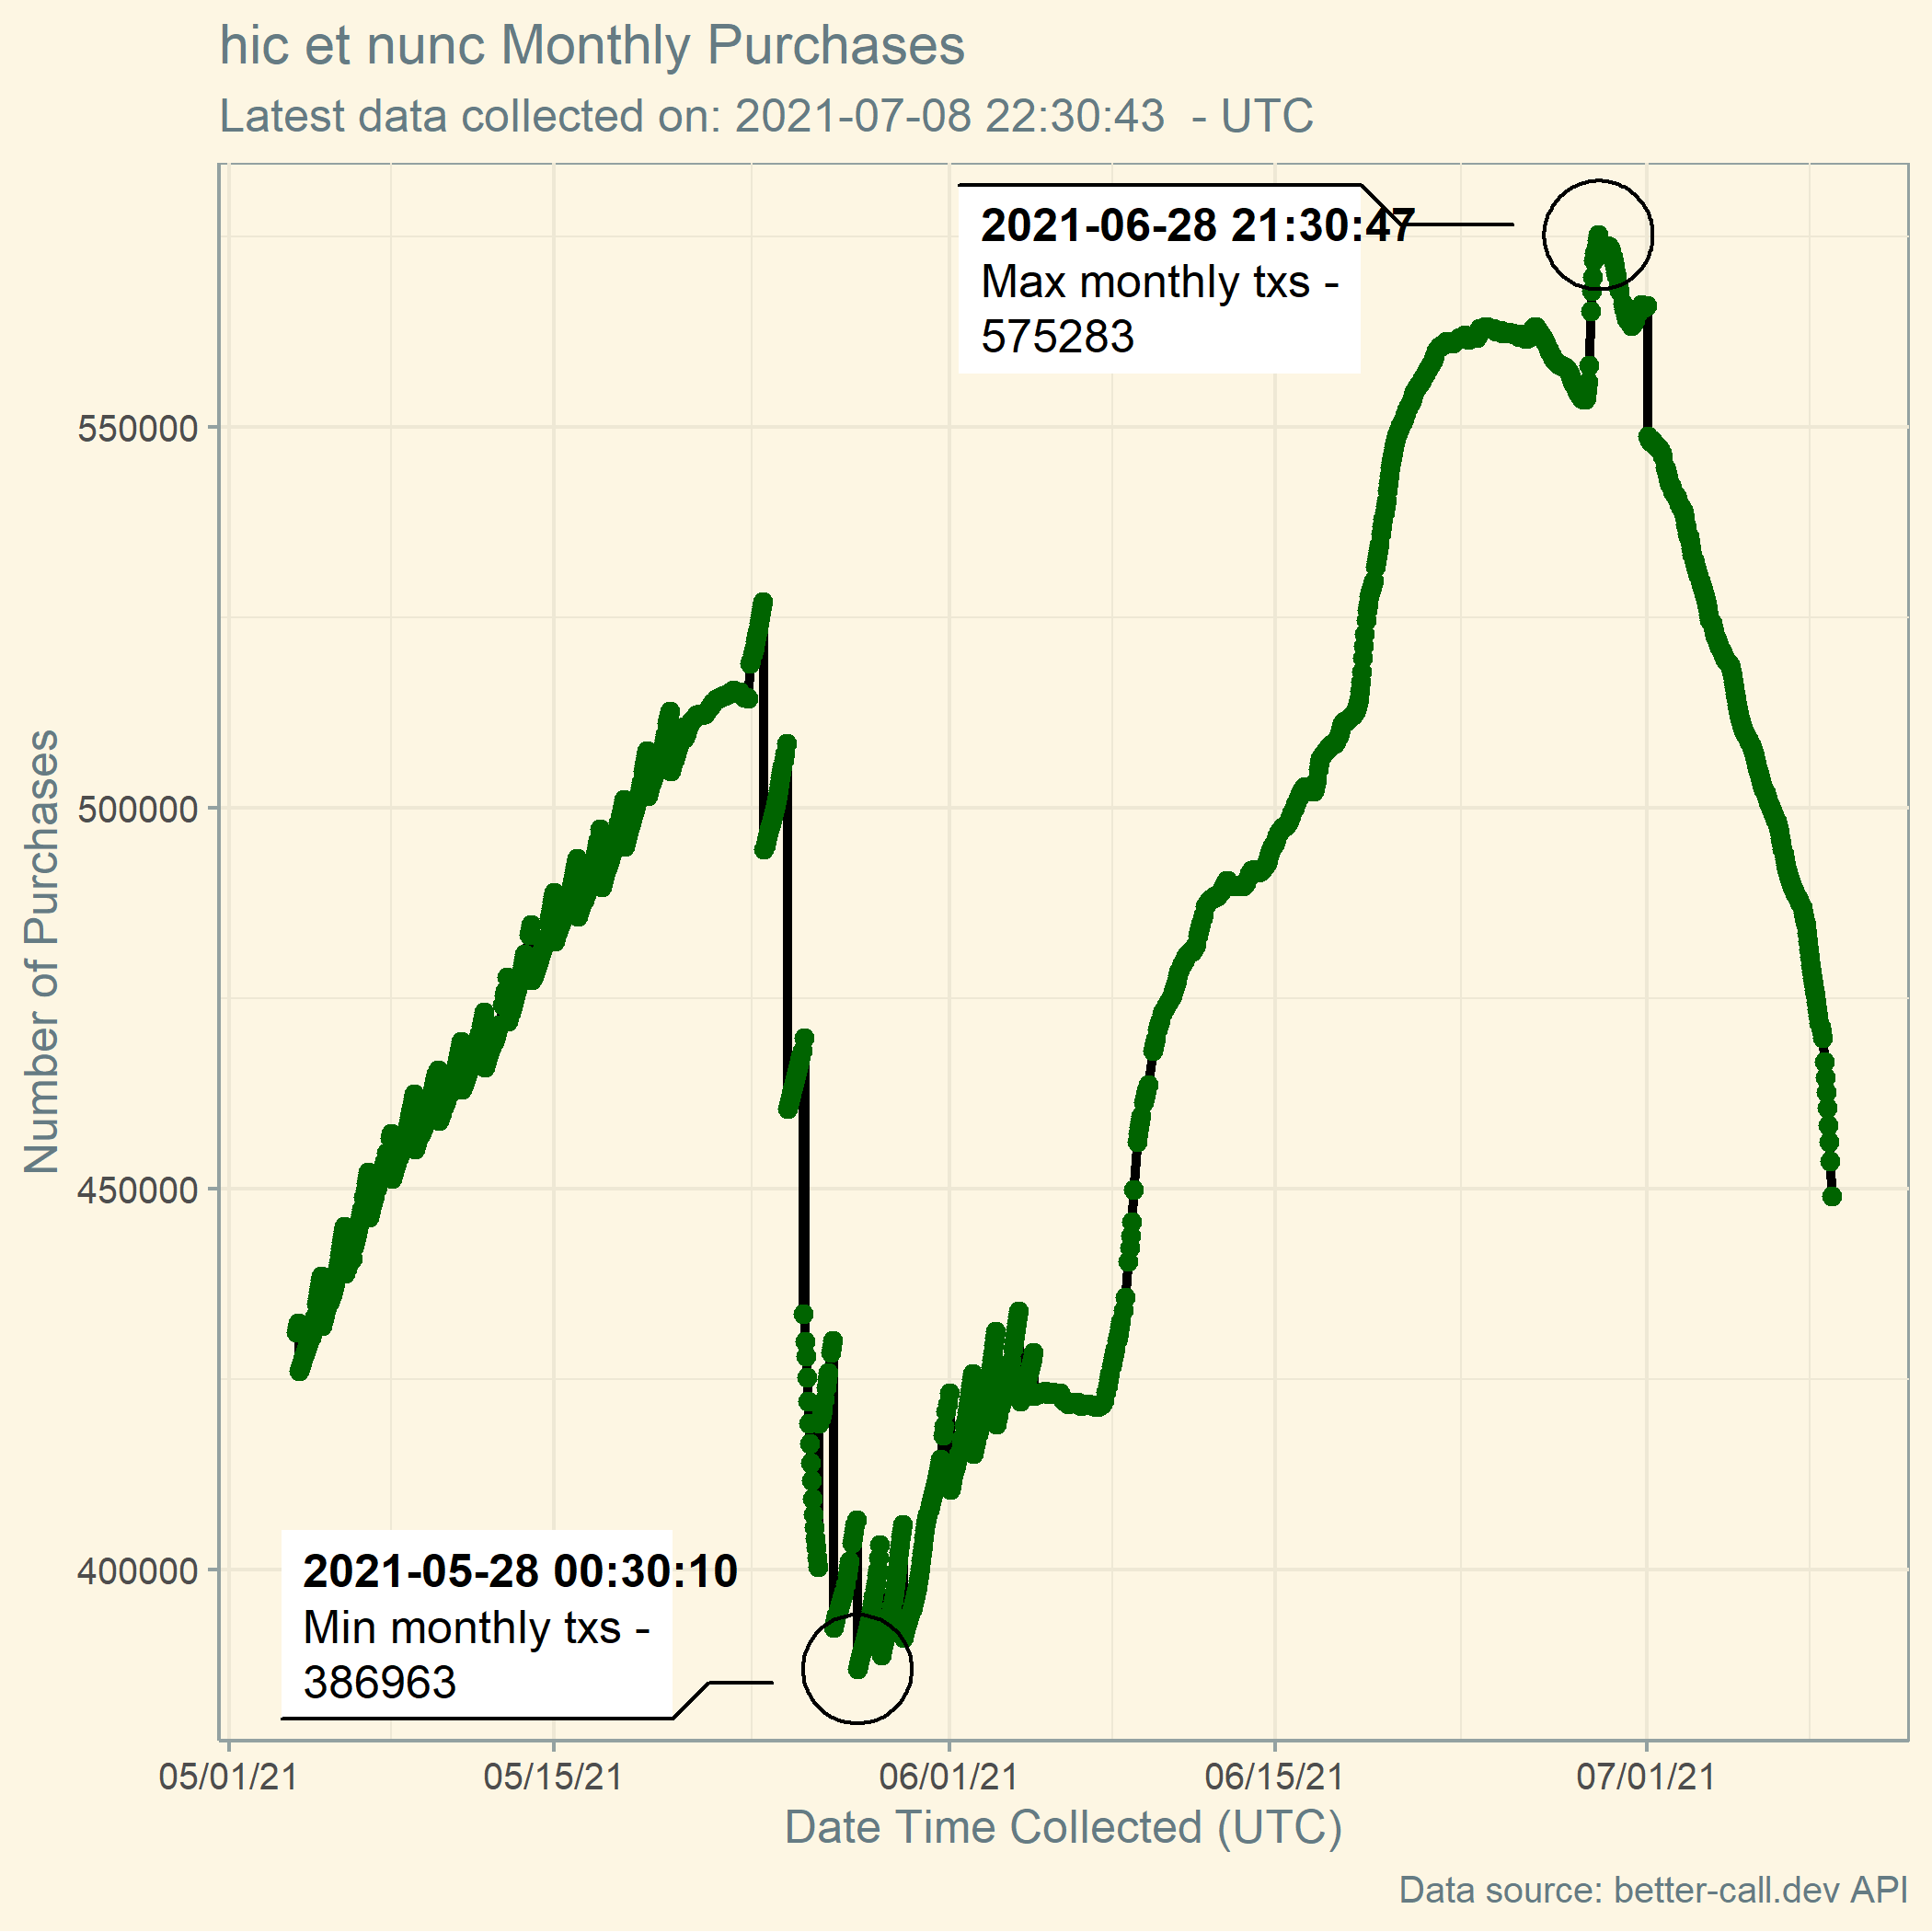 hic et nunc Monthly Purchases
Latest data collected on: 2021-07-08 22:30:43  - UTC
2021-06-28 21:30:47
Max monthly txs -
575283
550000
500000
450000
400000
Number of Purchases
2021-05-28 00:30:10
Min monthly txs -
386963
05/01/21
05/15/21
06/01/21
06/15/21
07/01/21
Date Time Collected (UTC)
Data source: better-call.dev API